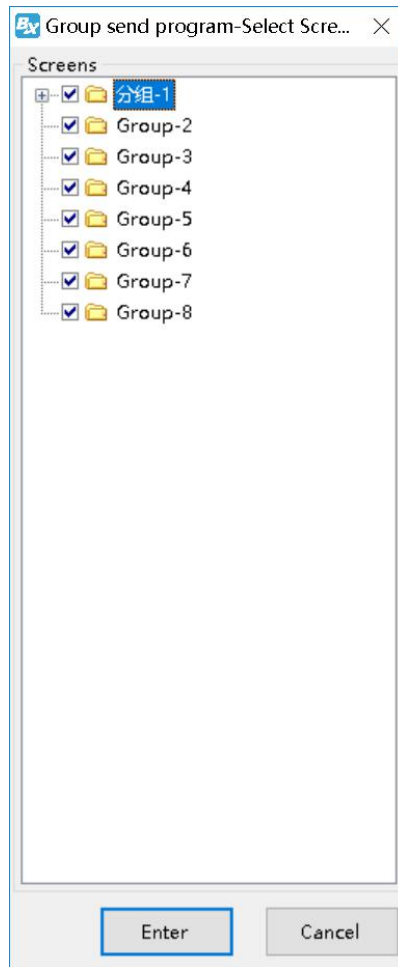 BX Group send program-Select Scre...
Screens
分组-1
Group-2
Group-3
Group-4
Group-5
Group-6
Group-7
Group-8
Enter Cancel